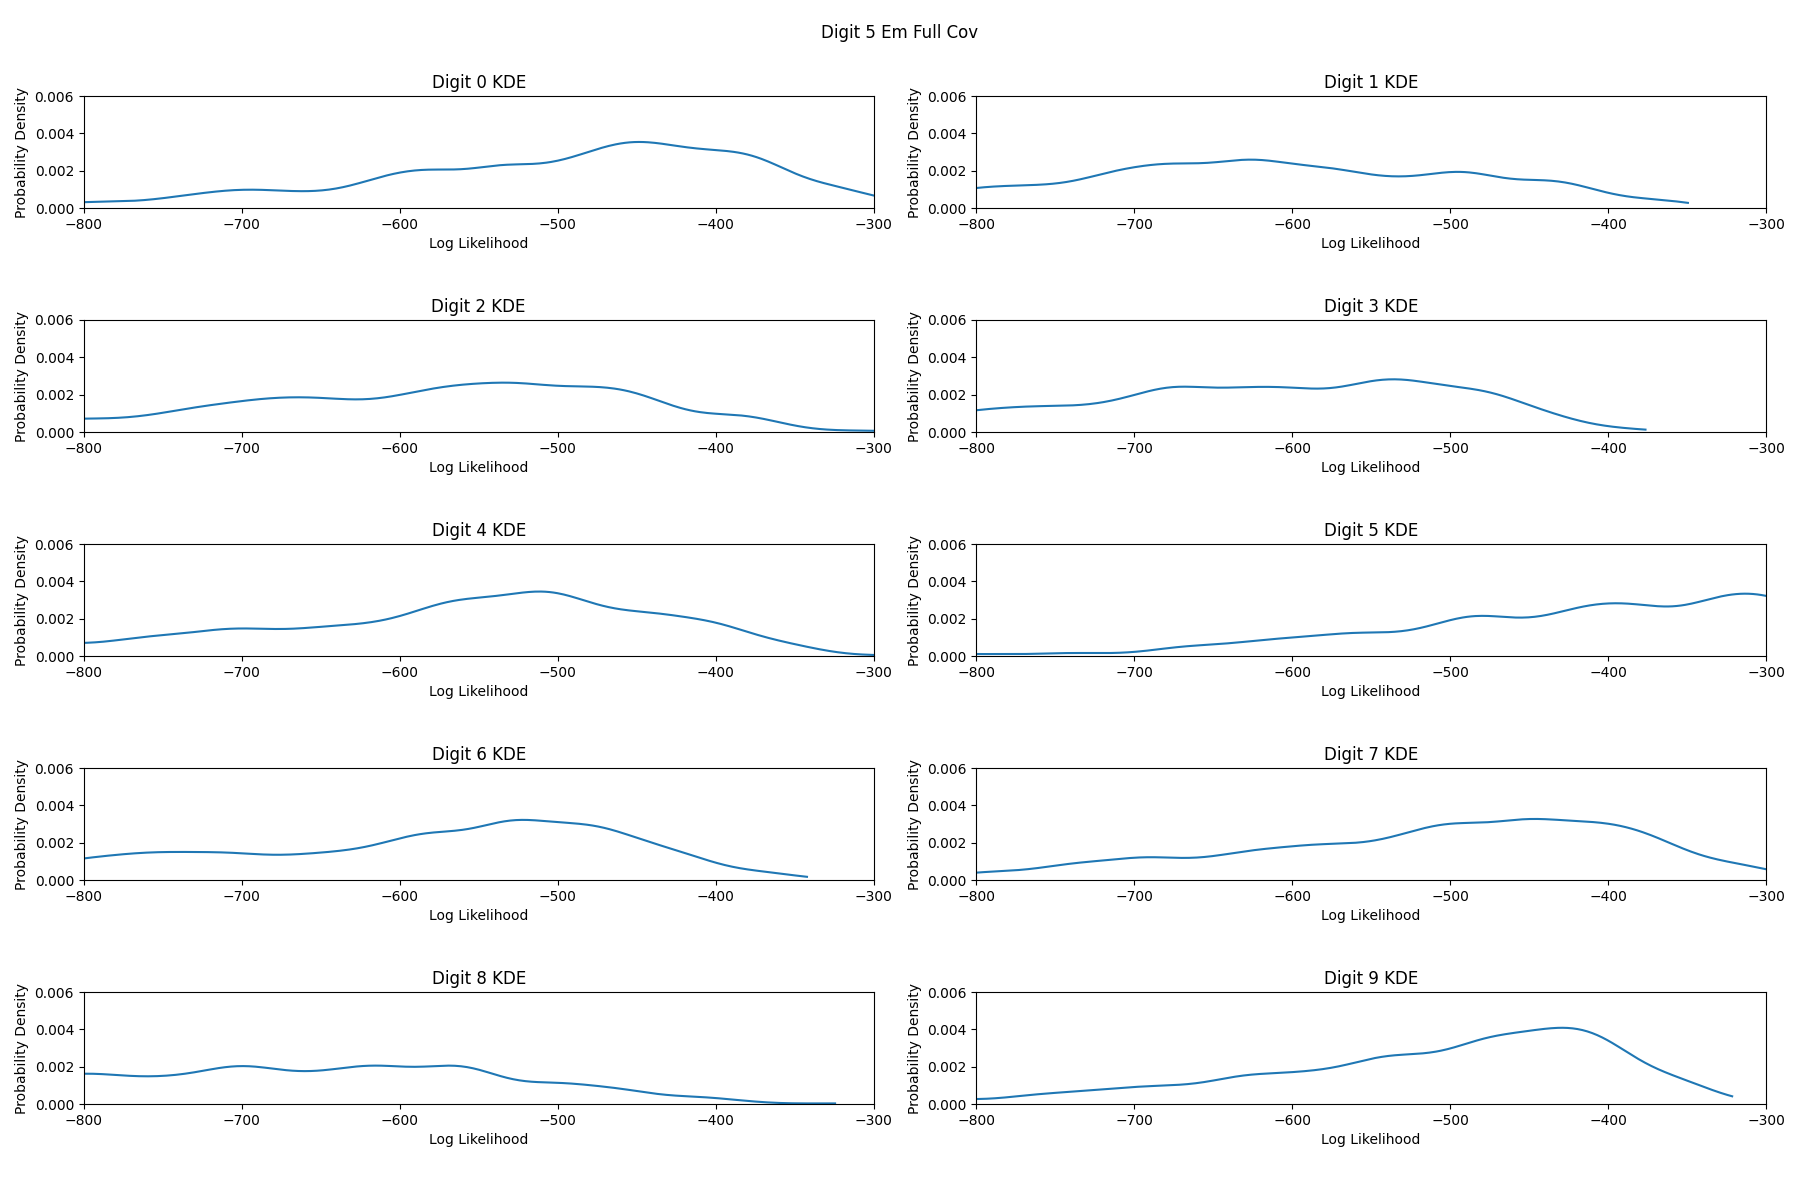 Digit 5 Em Full Cov
Digit 0 KDE
Probability Density
0.006
0.004
0.002
0.000
−800 −700 −600 −500 −400 −300
Log Likelihood
Digit 1 KDE
Probability Density
0.006
0.004
0.002
0.000
−800 −700 −600 −500 −400 −300
Log Likelihood
Digit 2 KDE
Probability Density
0.006
0.004
0.002
0.000
−800 −700 −600 −500 −400 −300
Log Likelihood
Digit 3 KDE
Probability Density
0.006
0.004
0.002
0.000
−800 −700 −600 −500 −400 −300
Log Likelihood
Digit 4 KDE
Probability Density
0.006
0.004
0.002
0.000
−800 −700 −600 −500 −400 −300
Log Likelihood
Digit 5 KDE
Probability Density
0.006
0.004
0.002
0.000
−800 −700 −600 −500 −400 −300
Log Likelihood
Digit 6 KDE
Probability Density
0.006
0.004
0.002
0.000
−800 −700 −600 −500 −400 −300
Log Likelihood
Digit 7 KDE
Probability Density
0.006
0.004
0.002
0.000
−800 −700 −600 −500 −400 −300
Log Likelihood
Digit 8 KDE
Probability Density
0.006
0.004
0.002
0.000
−800 −700 −600 −500 −400 −300
Log Likelihood
Digit 9 KDE
Probability Density
0.006
0.004
0.002
0.000
−800 −700 −600 −500 −400 −300
Log Likelihood